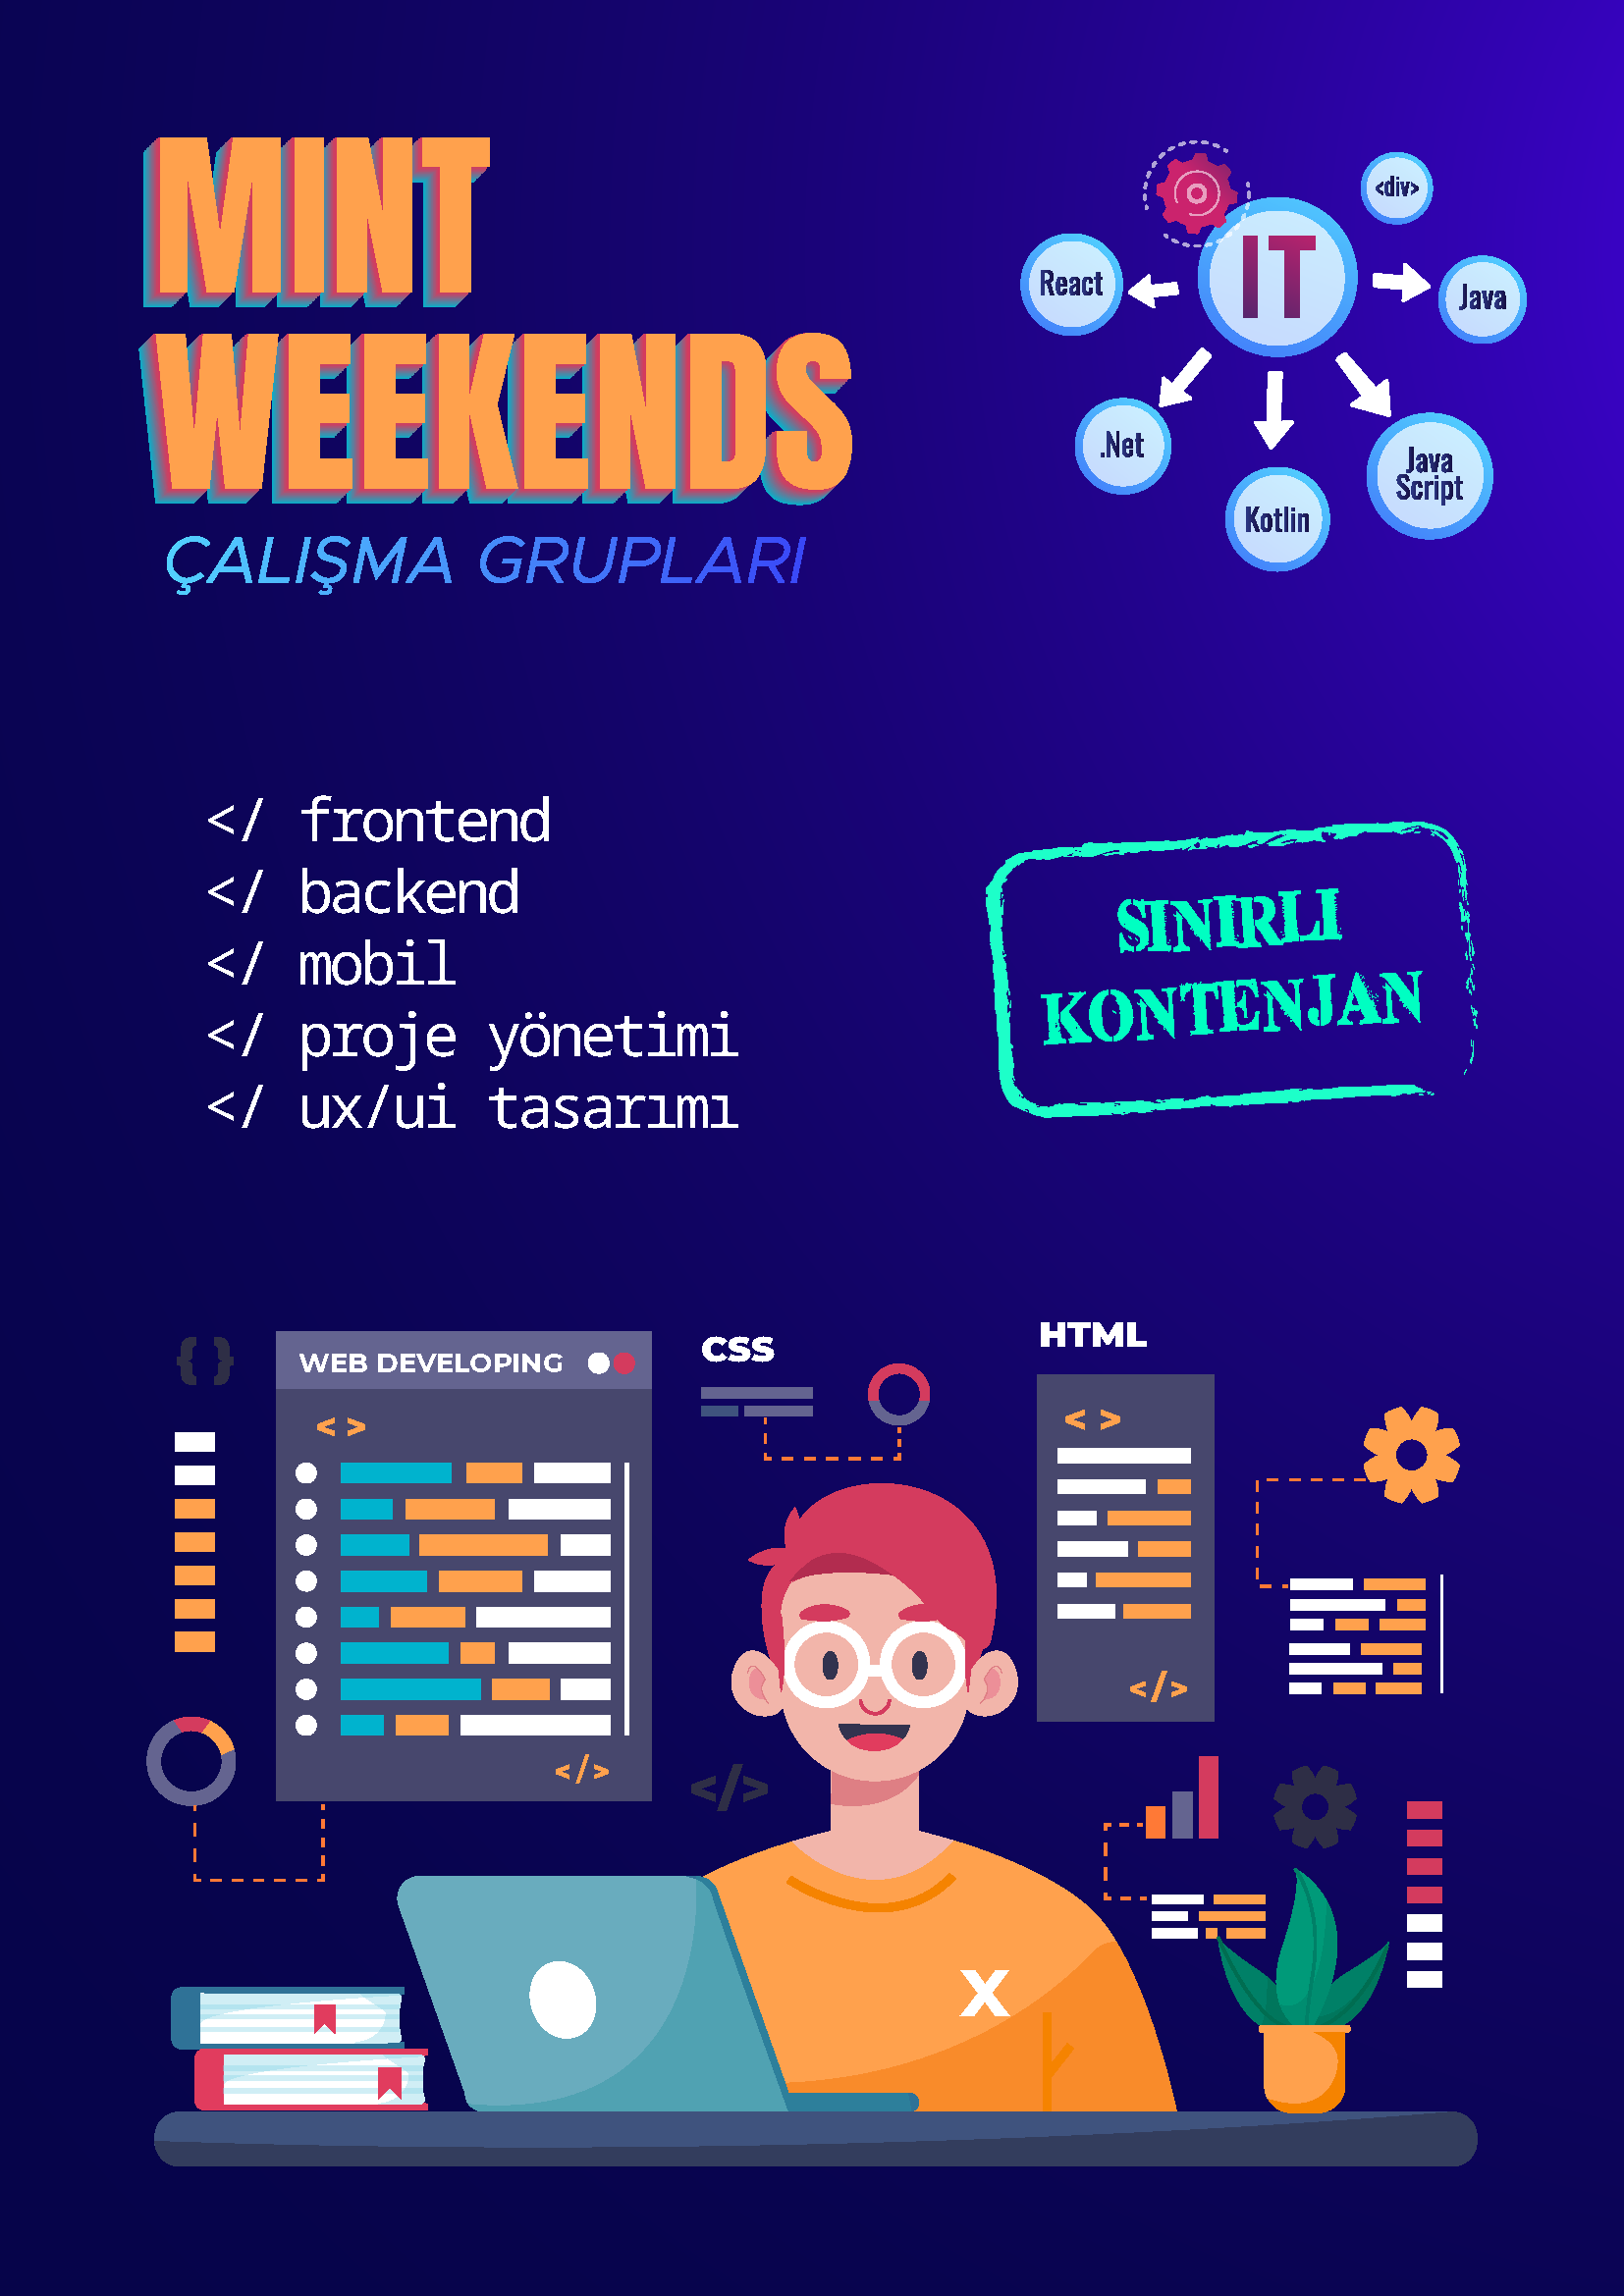 MINT
WEEKENDS
ÇALIŞMA GRUPLARI
IT
<div>
React
Java
.Net
Java
Script
Kotlin
</ frontend
</ backend
</ mobil
</ proje yönetimi
</ ux/ui tasarımı
SINIRLI
KONTENJAN
{ }
WEB DEVELOPING
< >
</>
CSS
HTML
< >
</>
</>
X